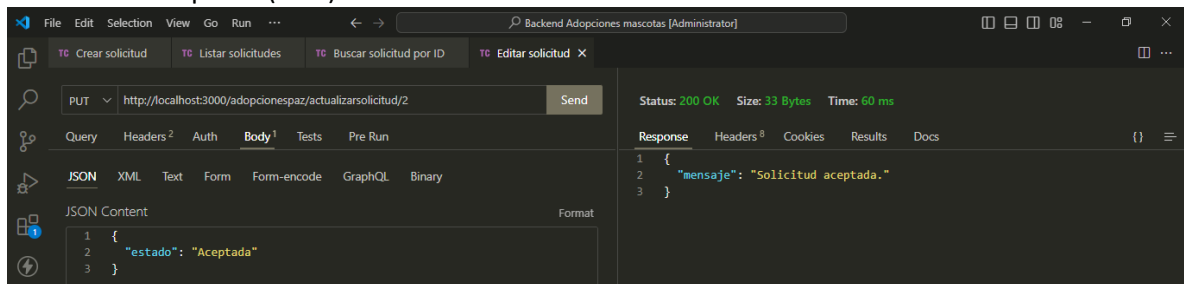 File Edit Selection View Go Run ··· ← → Backend Adopciones mascotas [Administrator]
TC Crear solicitud TC Listar solicitudes TC Buscar solicitud por ID TC Editar solicitud ×
PUT http://localhost:3000/adopcionespaz/actualizarsolicitud/2 Send
Query Headers 2 Auth Body 1 Tests Pre Run
JSON XML Text Form Form-encode GraphQL Binary
JSON Content Format
1 {
2 "estado": "Aceptada"
3 }
1
Status: 200 OK Size: 33 Bytes Time: 60 ms
Response Headers 8 Cookies Results Docs {}
1 {
2 "mensaje": "Solicitud aceptada."
3 }